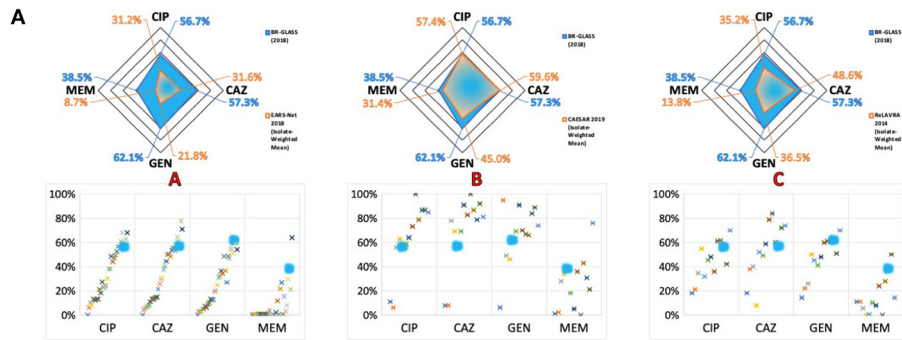 A
31.2%
CIP
56.7%
BR-GLASS
(2018)
38.5%
31.6%
MEM
CAZ
8.7%
57.3%
EARS-Net
2018
(Isolate-
Weighted
Mean)
62.1%
21.8%
GEN
A
57.4%
CIP
56.7%
BR-GLASS
(2018)
38.5%
59.6%
MEM
CAZ
31.4%
57.3%
CAESAR 2019
(Isolate-
Weighted
Mean)
62.1%
45.0%
GEN
B
35.2%
CIP
56.7%
BR-GLASS
(2018)
38.5%
48.6%
MEM
CAZ
13.8%
57.3%
ReLAVRA
2014
(Isolate-
Weighted
Mean)
62.1%
36.5%
GEN
C
100%
80%
60%
40%
20%
0%
CIP CAZ GEN MEM
100%
80%
60%
40%
20%
0%
CIP CAZ GEN MEM
100%
80%
60%
40%
20%
0%
CIP CAZ GEN MEM